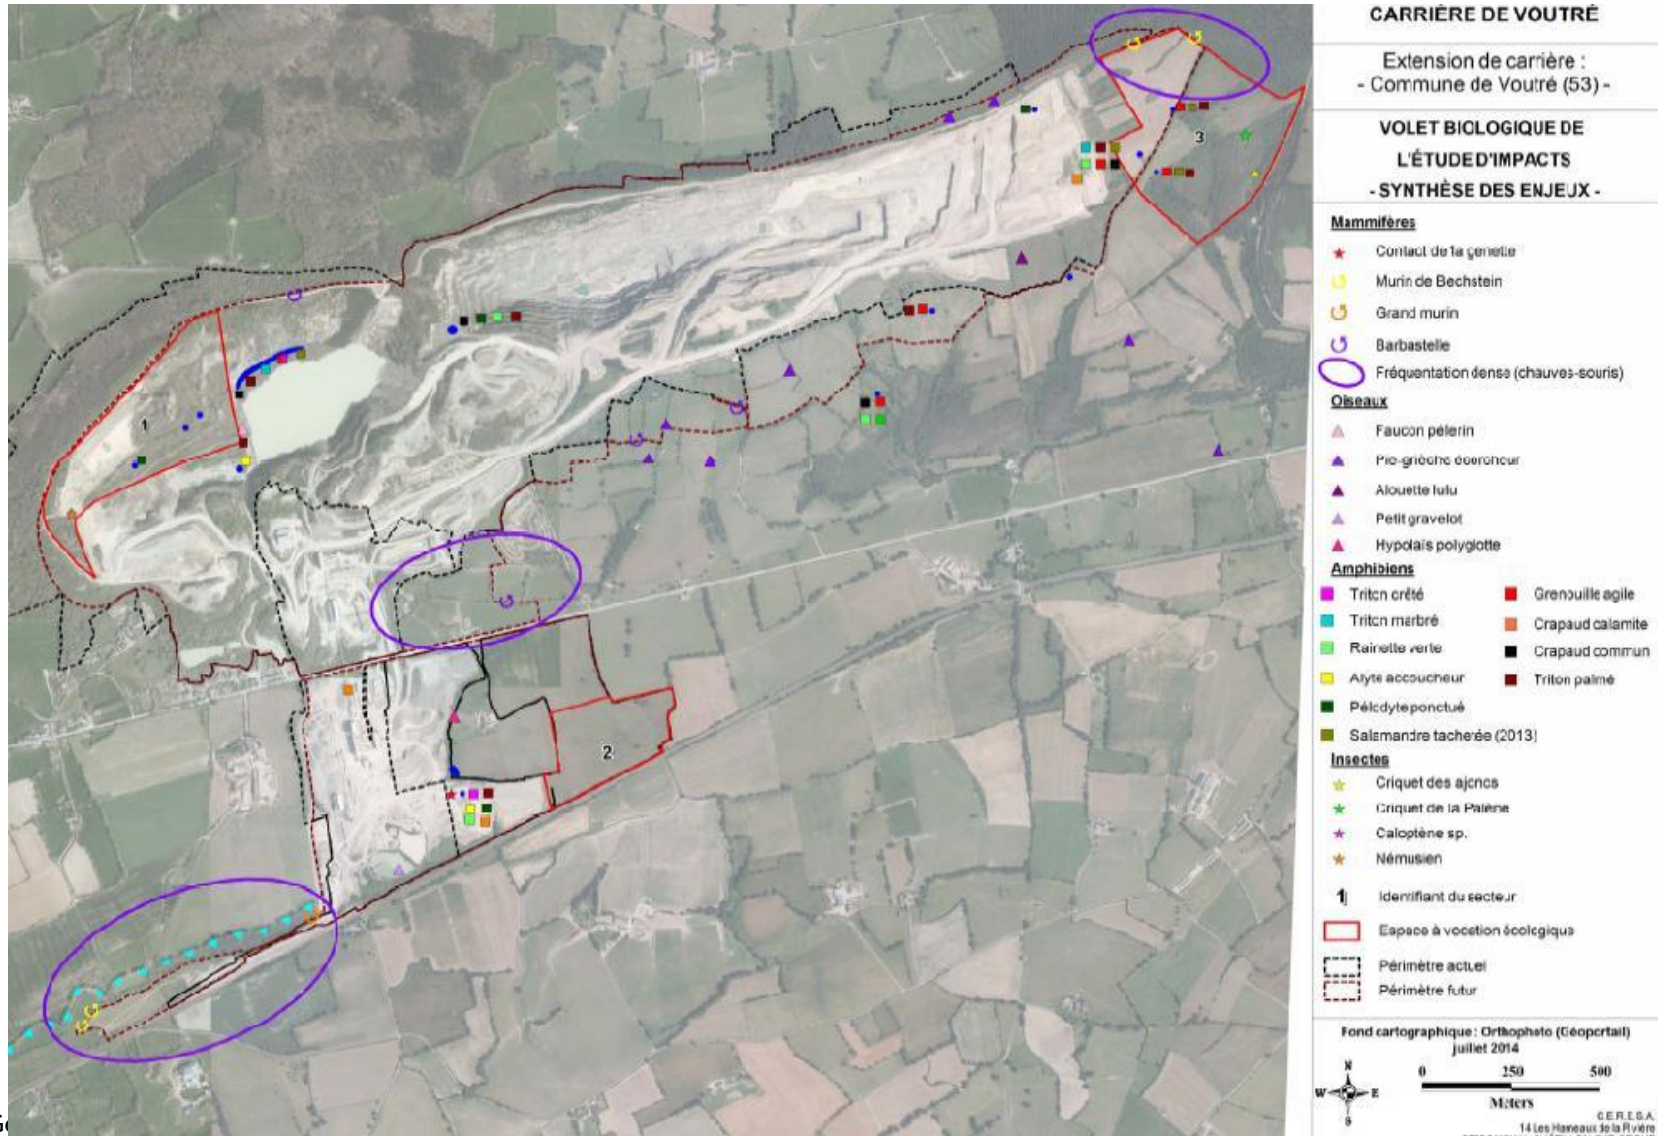 CARRIÈRE DE VOUTRÉ
Extension de carrière :
- Commune de Voutré (53) -
VOLET BIOLOGIQUE DE
L'ÉTUDE D'IMPACTS
- SYNTHÈSE DES ENJEUX -
Mammifères
Contact de la genette
Murin de Bechstein
Grand murin
Barbastelle
Fréquentation dense (chauves-souris)
Oiseaux
Faucon pélerin
Pie-grièche écorcheur
Alouette lulu
Petit gravelot
Hypolaïs polyglotte
Amphibiens
Triton crêté
Triton marbré
Rainette verte
Alyte accoucheur
Pélodyte ponctué
Salamandre tacherée (2013)
Grenouille agile
Crapaud calamite
Crapaud commun
Triton palmé
Insectes
Criquet des ajoncs
Criquet de la Palène
Caloptène sp.
Némusien
1 Identifiant du secteur
Espace à vocation écologique
Périmètre actuel
Périmètre futur
Fond cartographique : Orthophoto (Géoportail)
juillet 2014
N
W E
S
0 250 500
Meters
C.E.R.E.S.A.
14 Les Hameaux de la Rivière
1
2
3